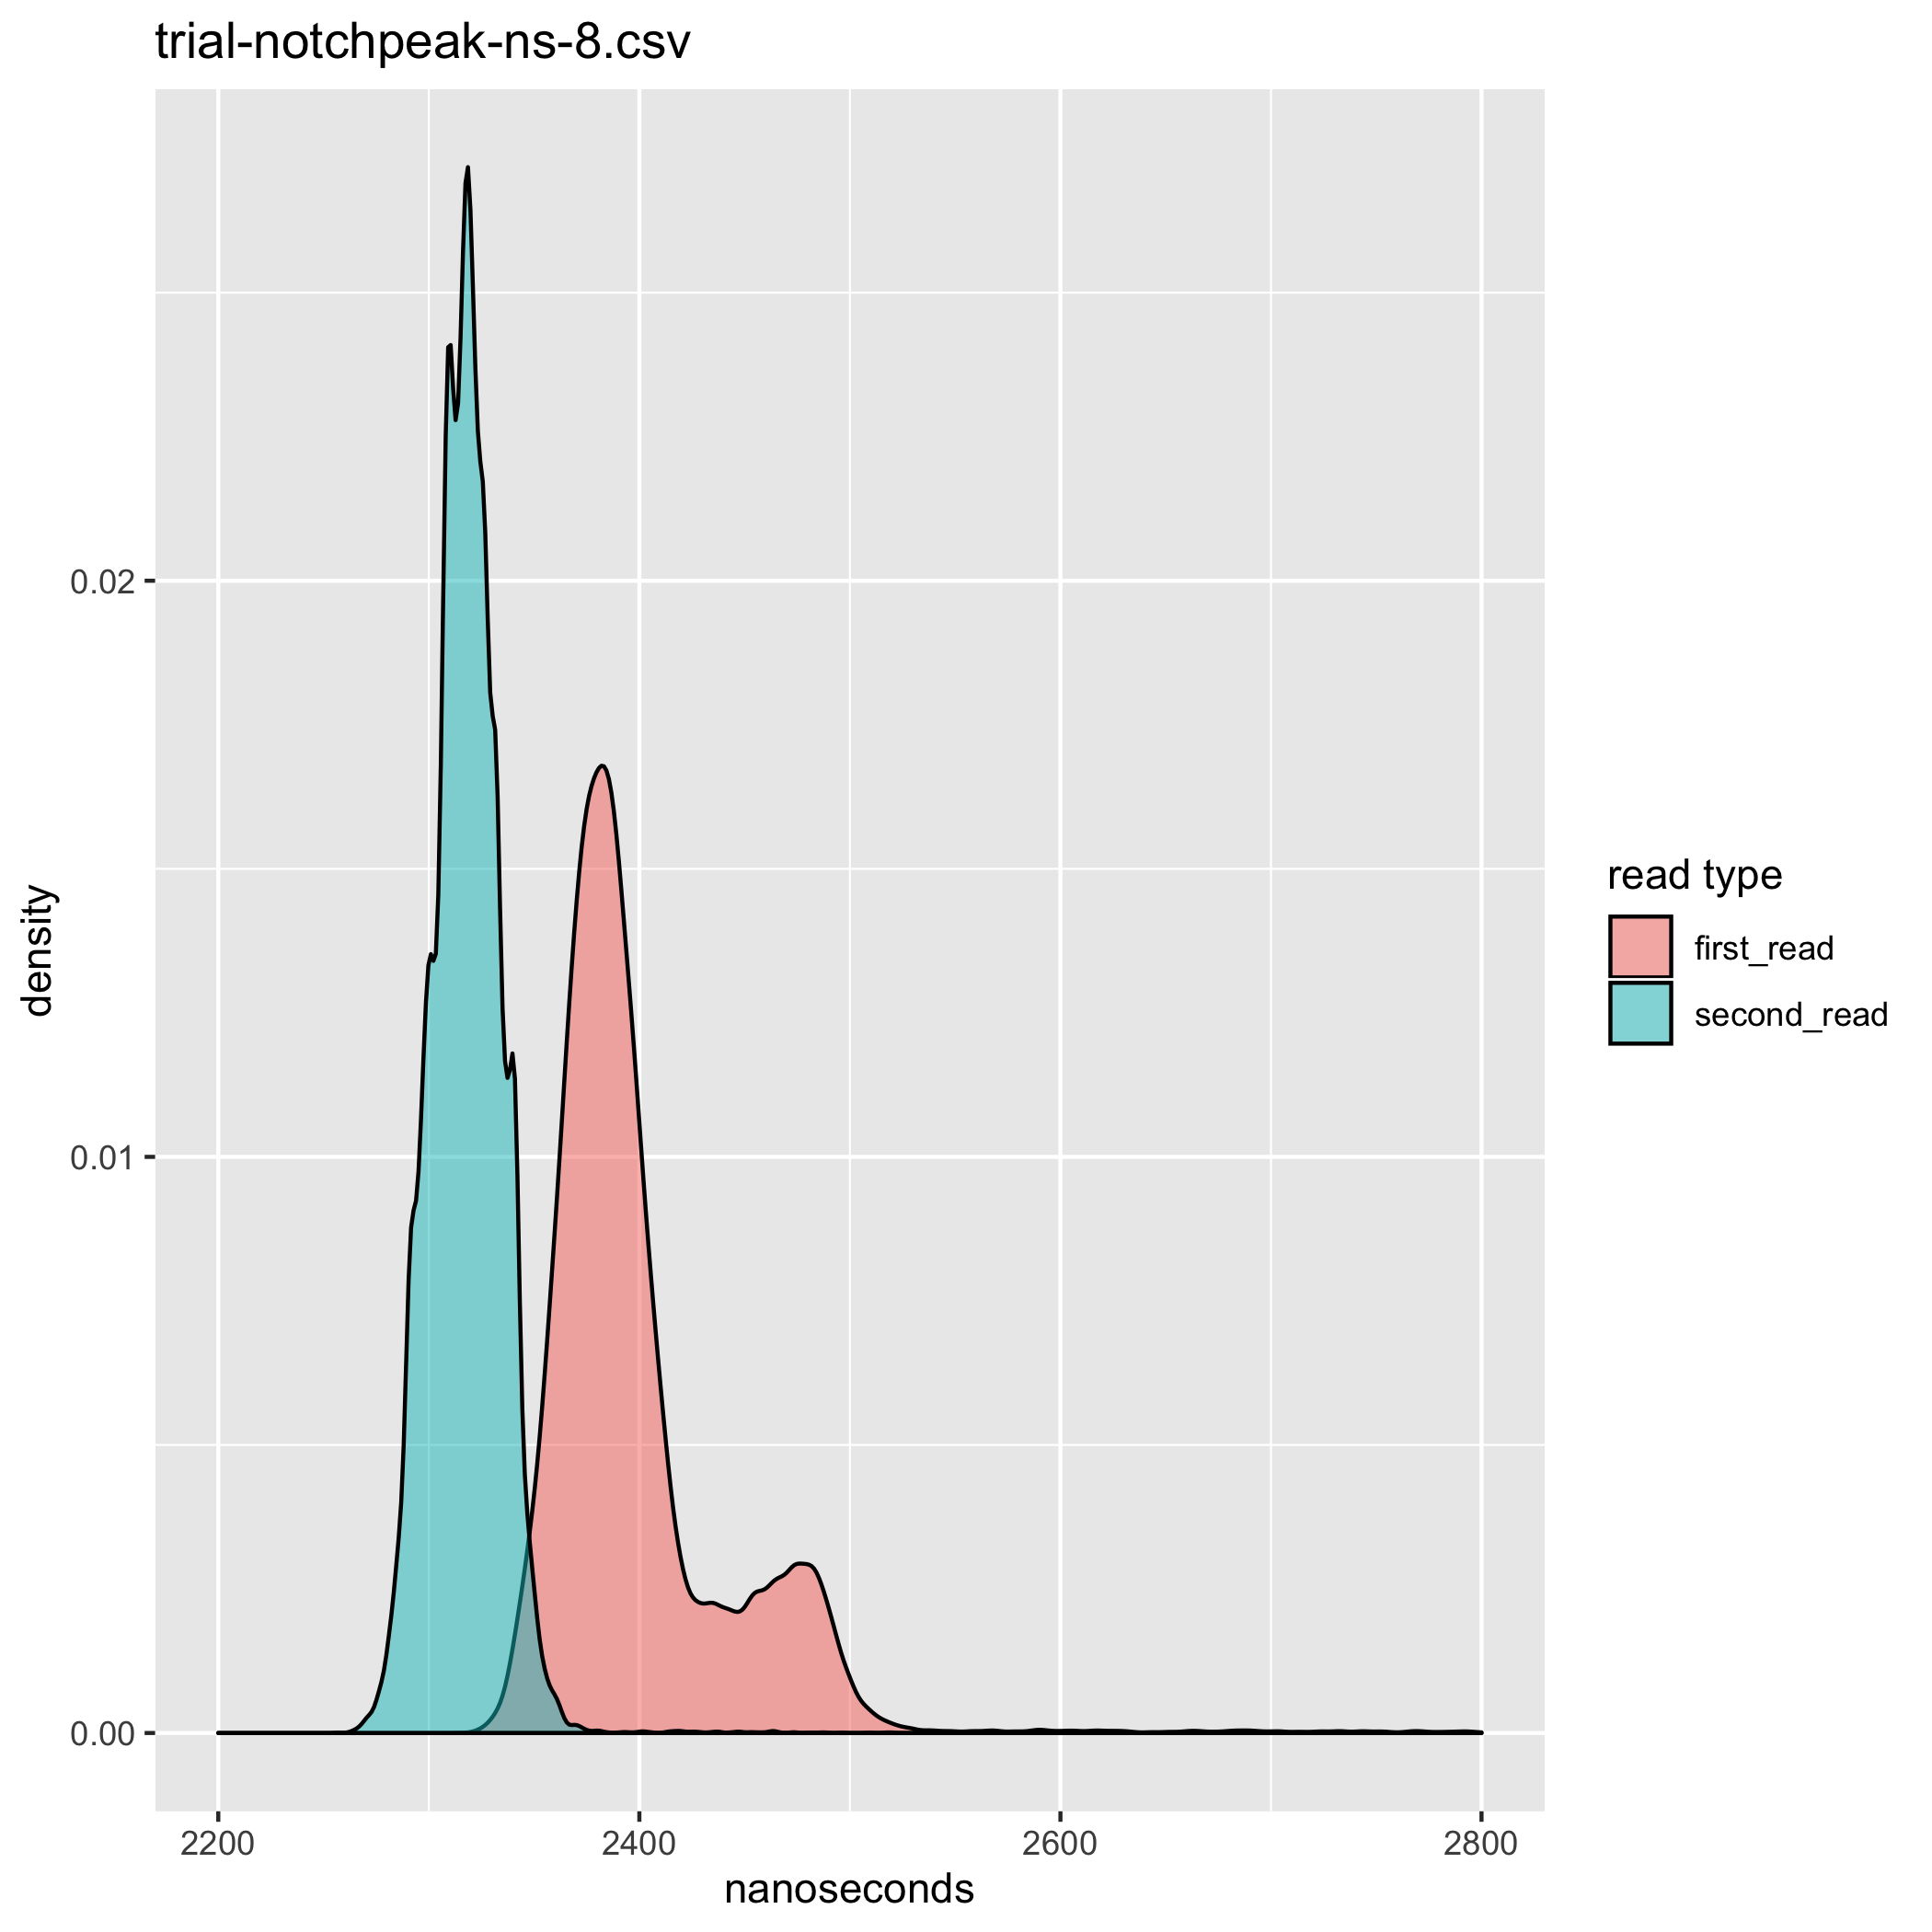 trial-notchpeak-ns-8.csv
density
0.02
0.01
0.00
2200 2400 2600 2800
nanoseconds
read type
first_read
second_read